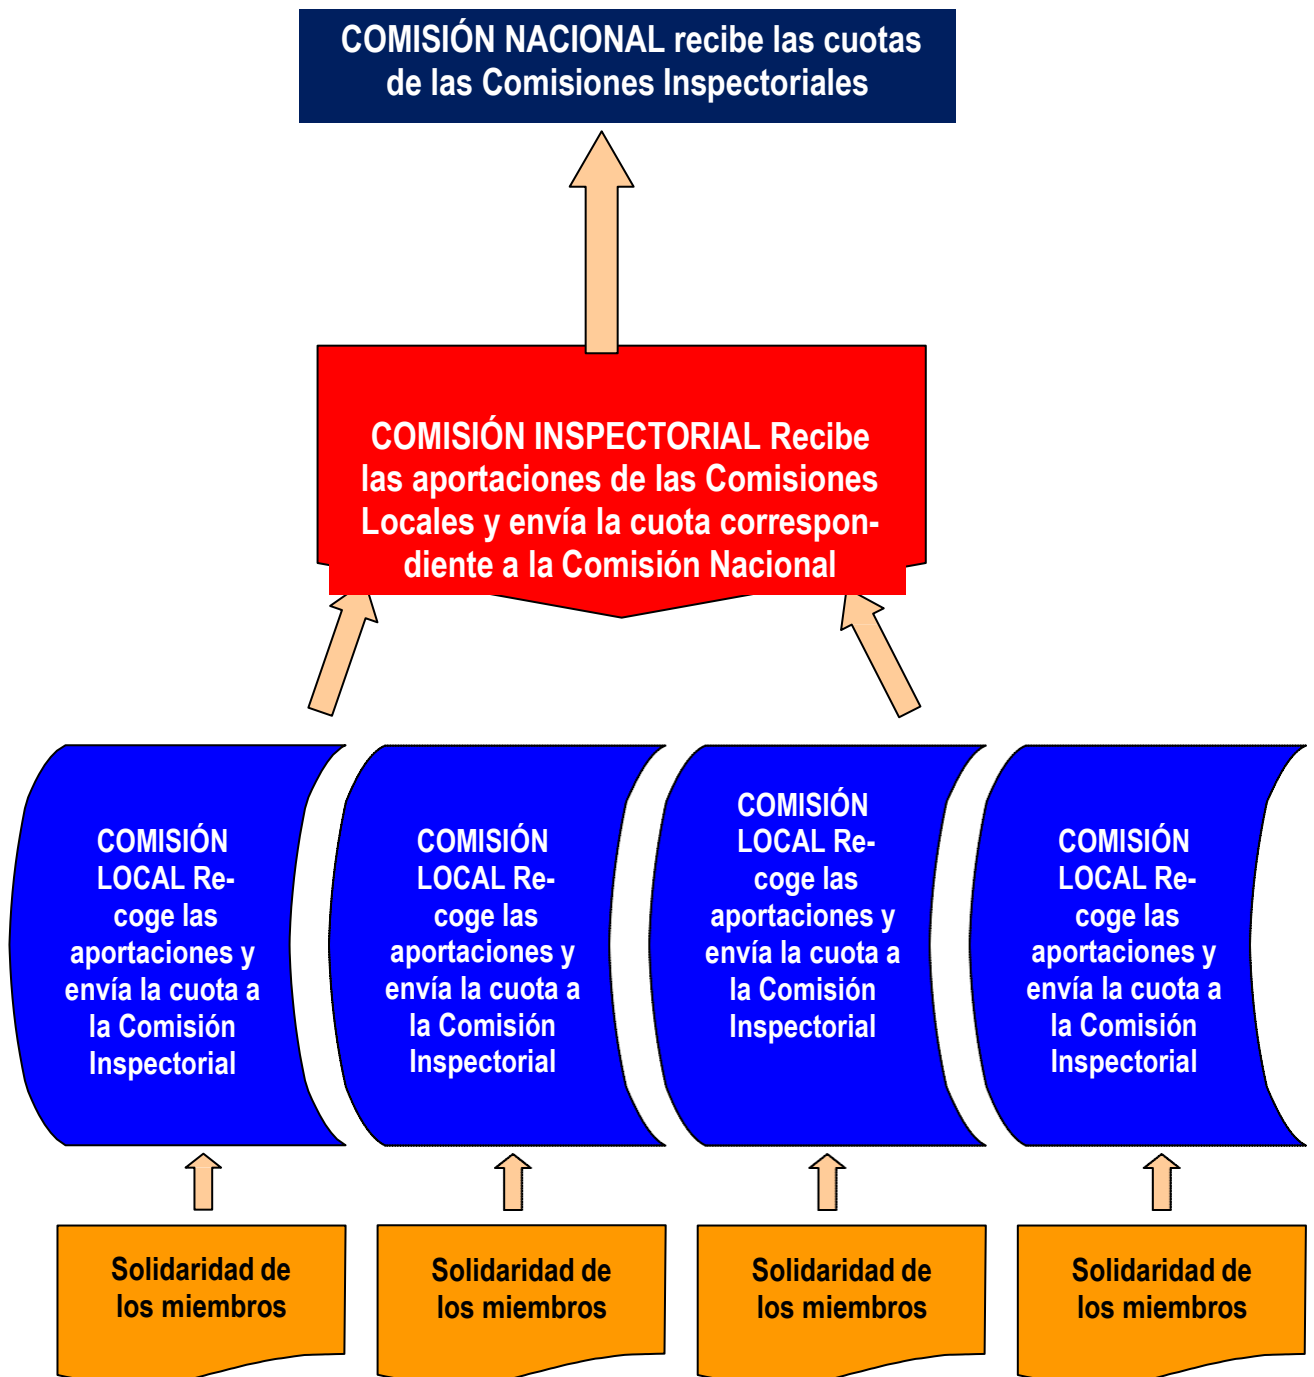 COMISIÓN NACIONAL recibe las cuotas
de las Comisiones Inspectoriales
COMISIÓN INSPECTORIAL Recibe
las aportaciones de las Comisiones
Locales y envía la cuota correspon-
diente a la Comisión Nacional
COMISIÓN
LOCAL Re-
coge las
aportaciones y
envía la cuota a
la Comisión
Inspectorial
COMISIÓN
LOCAL Re-
coge las
aportaciones y
envía la cuota a
la Comisión
Inspectorial
COMISIÓN
LOCAL Re-
coge las
aportaciones y
envía la cuota a
la Comisión
Inspectorial
COMISIÓN
LOCAL Re-
coge las
aportaciones y
envía la cuota a
la Comisión
Inspectorial
Solidaridad de
los miembros
Solidaridad de
los miembros
Solidaridad de
los miembros
Solidaridad de
los miembros